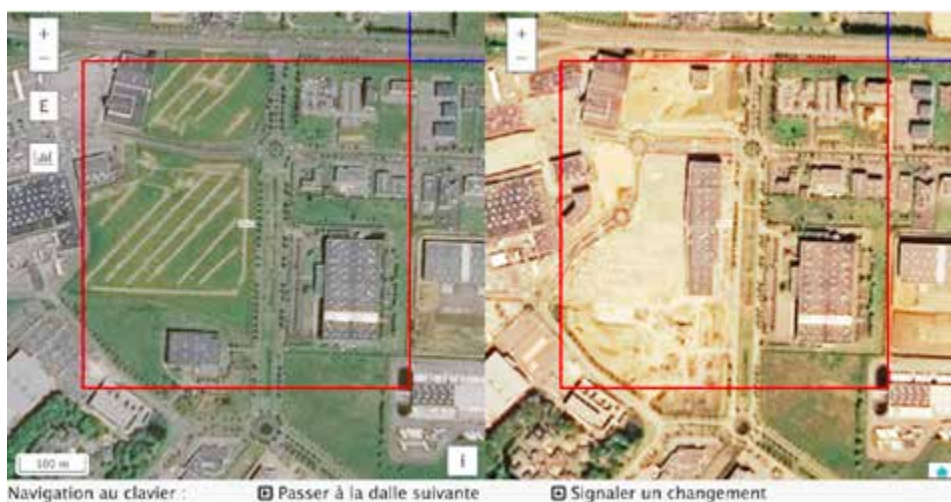 +
−
E
100 m
i
+
−
Navigation au clavier :
Passer à la dalle suivante
Signaler un changement